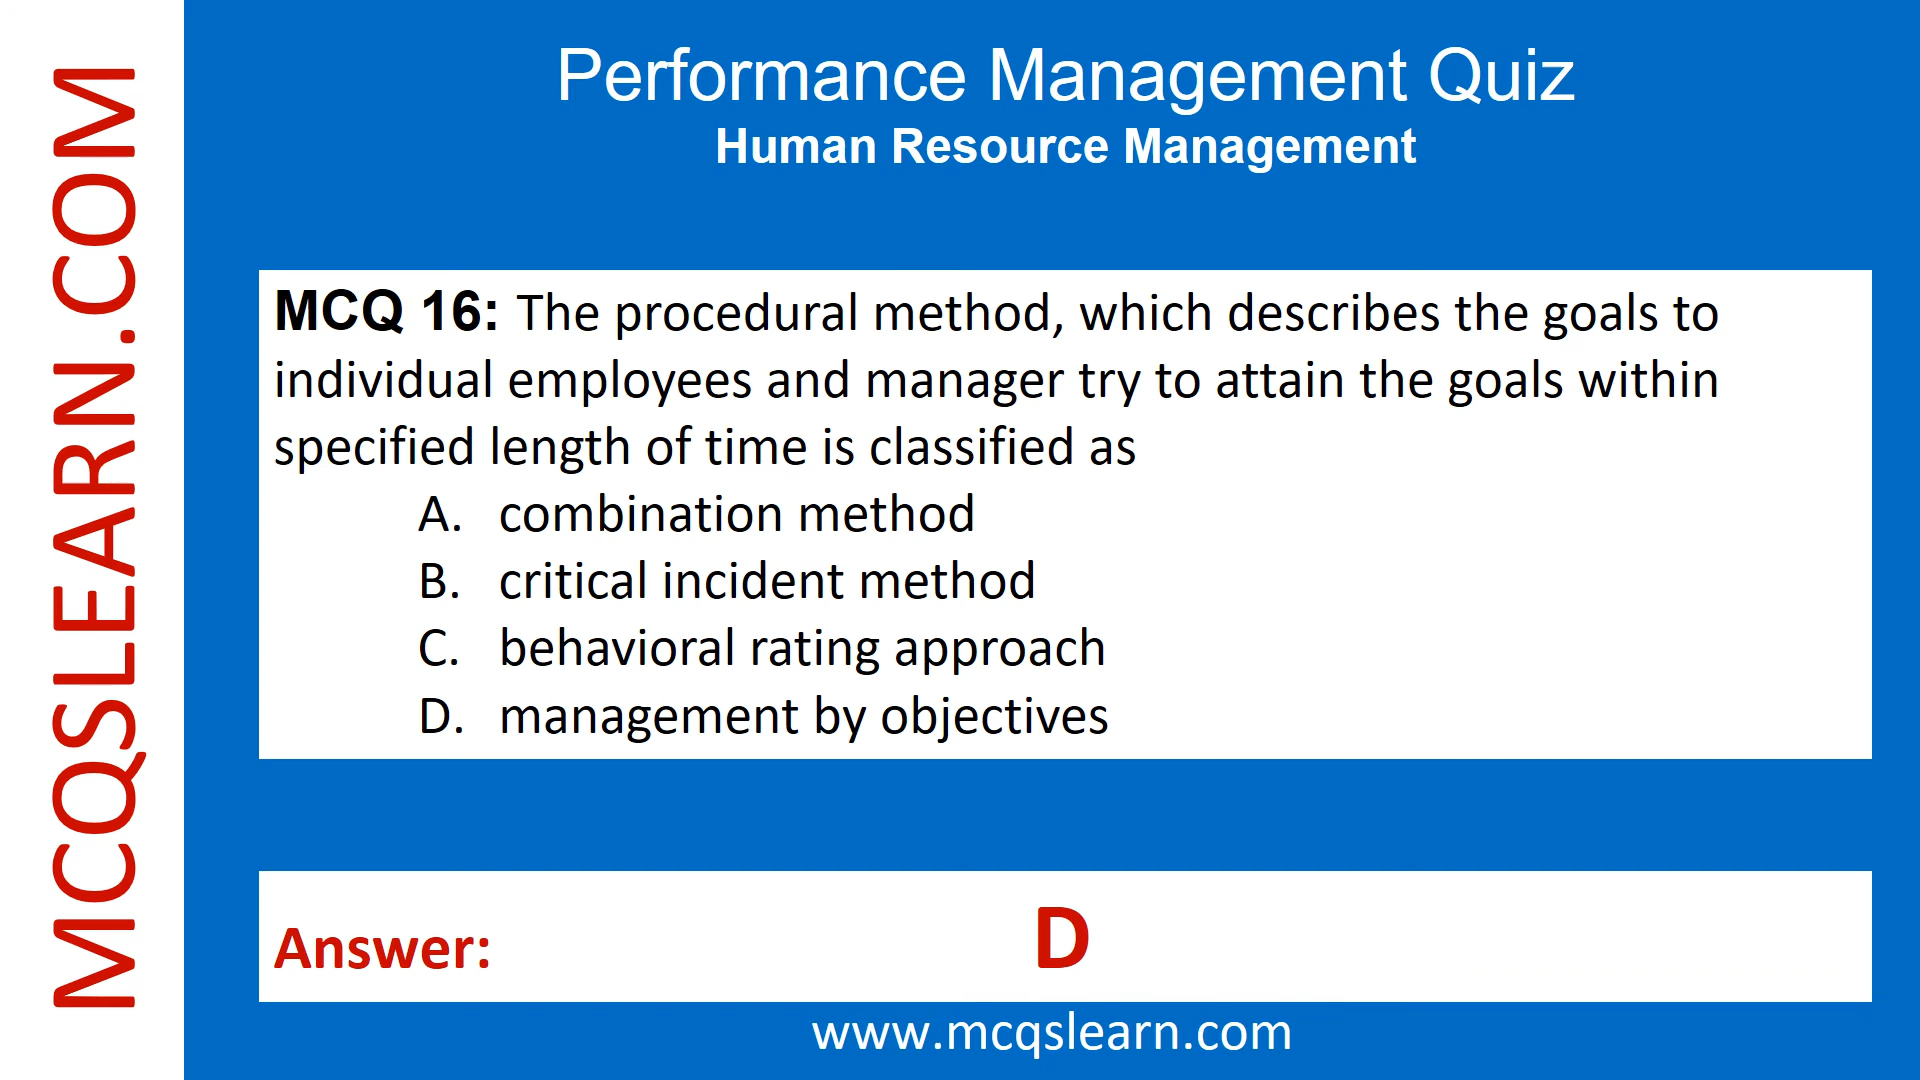 MCQSLEARN.COM
Performance Management Quiz
Human Resource Management
MCQ 16: The procedural method, which describes the goals to
individual employees and manager try to attain the goals within
specified length of time is classified as
A. combination method
B. critical incident method
C. behavioral rating approach
D. management by objectives
Answer: D
www.mcqslearn.com